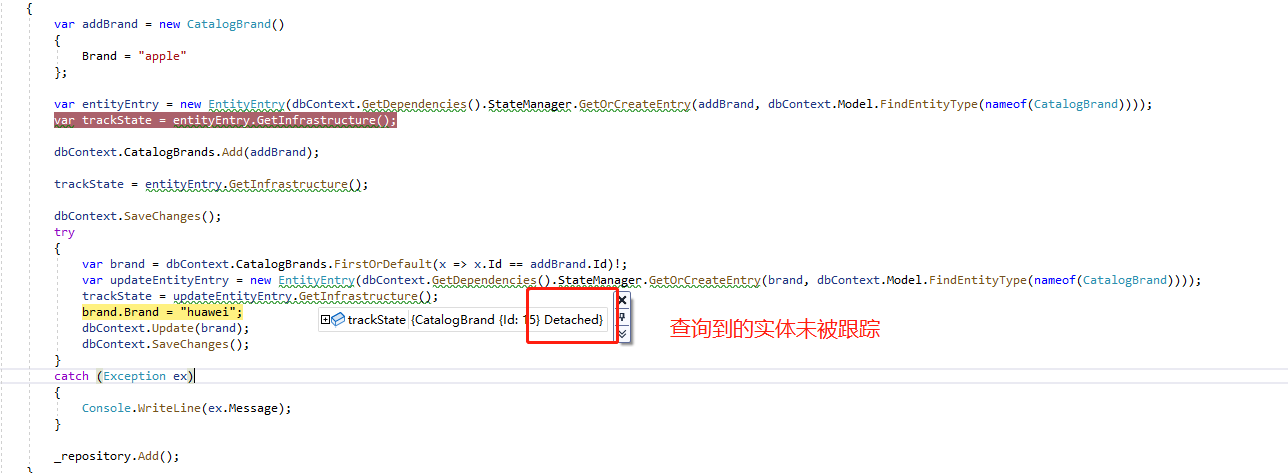 {
var addBrand = new CatalogBrand()
{
Brand = "apple"
};
var entityEntry = new EntityEntry(dbContext.GetDependencies().StateManager.GetOrCreateEntry(addBrand, dbContext.Model.FindEntityType(nameof(CatalogBrand))));
var trackState = entityEntry.GetInfrastructure();
dbContext.CatalogBrands.Add(addBrand);
trackState = entityEntry.GetInfrastructure();
dbContext.SaveChanges();
try
{
var brand = dbContext.CatalogBrands.FirstOrDefault(x => x.Id == addBrand.Id)!;
var updateEntityEntry = new EntityEntry(dbContext.GetDependencies().StateManager.GetOrCreateEntry(brand, dbContext.Model.FindEntityType(nameof(CatalogBrand))));
trackState = updateEntityEntry.GetInfrastructure();
brand.Brand = "huawei";
trackState {CatalogBrand {Id: 15} Detached}
查询到的实体未被跟踪
dbContext.Update(brand);
dbContext.SaveChanges();
}
catch (Exception ex)
{
Console.WriteLine(ex.Message);
}
_repository.Add();
}